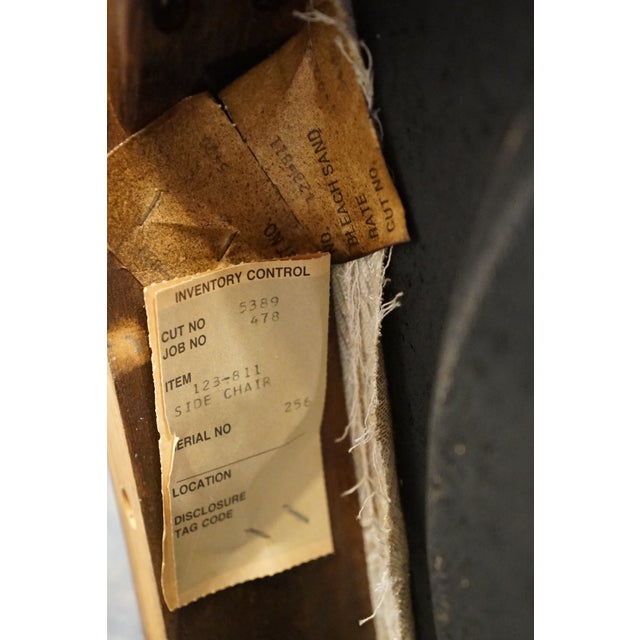 INVENTORY CONTROL
CUT NO 5389
JOB NO 478
ITEM 123-811
SIDE CHAIR
ERIAL NO 256
LOCATION
DISCLOSURE
TAG CODE
CUT NO.
RATE
BLEACH SAND.